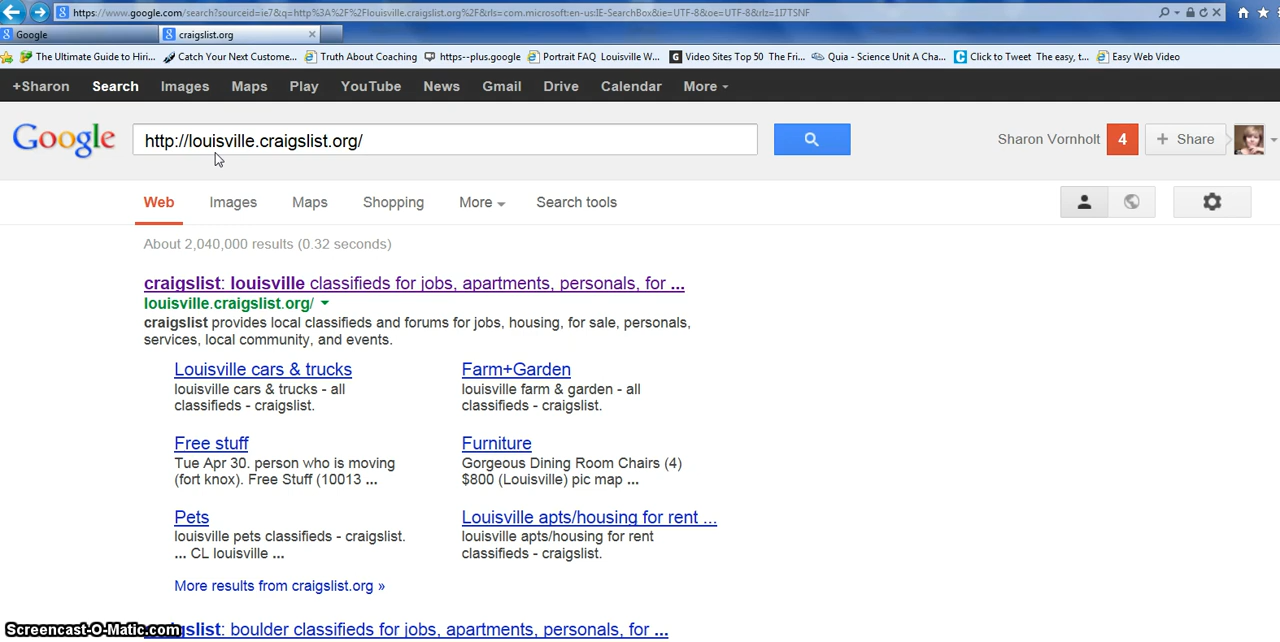 https://www.google.com/search?sourceid=ie7&q=http%3A%2F%2Flouisville.craigslist.org%2F&rls=com.microsoft:en-us:IE-SearchBox&ie=UTF-8&oe=UTF-8&rlz=1I7TSNF
Google craigslist.org
The Ultimate Guide to Hiri... Catch Your Next Custome... Truth About Coaching https--plus.google Portrait FAQ Louisville W... Video Sites Top 50 The Fri... Quia - Science Unit A Cha... Click to Tweet The easy, t... Easy Web Video
+Sharon Search Images Maps Play YouTube News Gmail Drive Calendar More
Google http://louisville.craigslist.org/ Sharon Vornholt 4 + Share
Web Images Maps Shopping More Search tools
About 2,040,000 results (0.32 seconds)
craigslist: louisville classifieds for jobs, apartments, personals, for ...
louisville.craigslist.org/
craigslist provides local classifieds and forums for jobs, housing, for sale, personals,
services, local community, and events.
Louisville cars & trucks
louisville cars & trucks - all
classifieds - craigslist.
Farm+Garden
louisville farm & garden - all
classifieds - craigslist.
Free stuff
Tue Apr 30. person who is moving
(fort knox). Free Stuff (10013 ...
Furniture
Gorgeous Dining Room Chairs (4)
$800 (Louisville) pic map ...
Pets
louisville pets classifieds - craigslist.
... CL louisville ...
Louisville apts/housing for rent ...
louisville apts/housing for rent
classifieds - craigslist.
More results from craigslist.org »
gslist: boulder classifieds for jobs, apartments, personals, for ...
Screencast-O-Matic.com